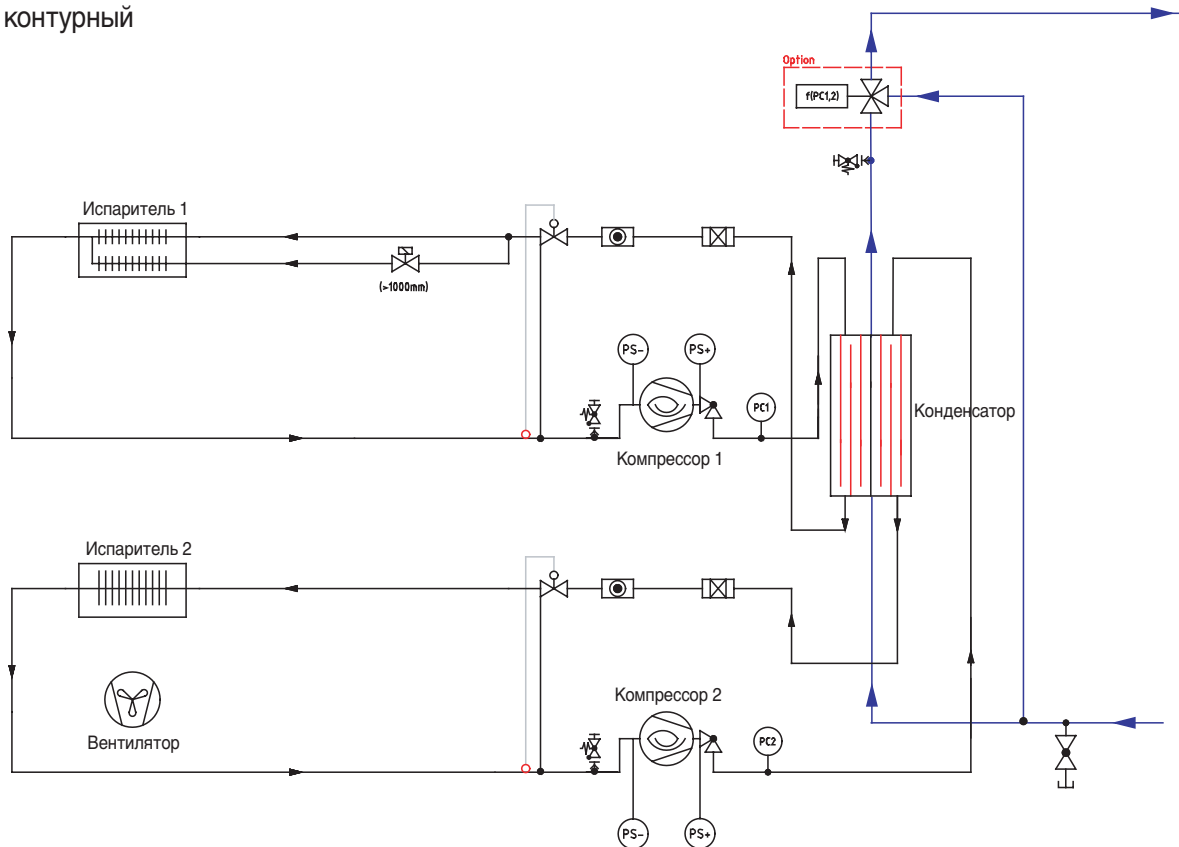 контурный
Option
f(PC1,2)
Испаритель 1
(>1000mm)
PS-
PS+
PC1
Конденсатор
Компрессор 1
Испаритель 2
Компрессор 2
PC2
Вентилятор
PS-
PS+